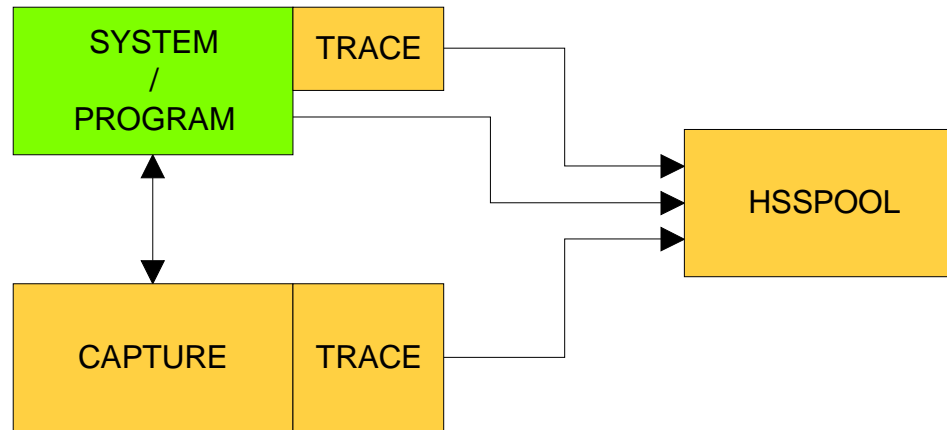 SYSTEM
/
PROGRAM
TRACE
HSSPOOL
CAPTURE
TRACE